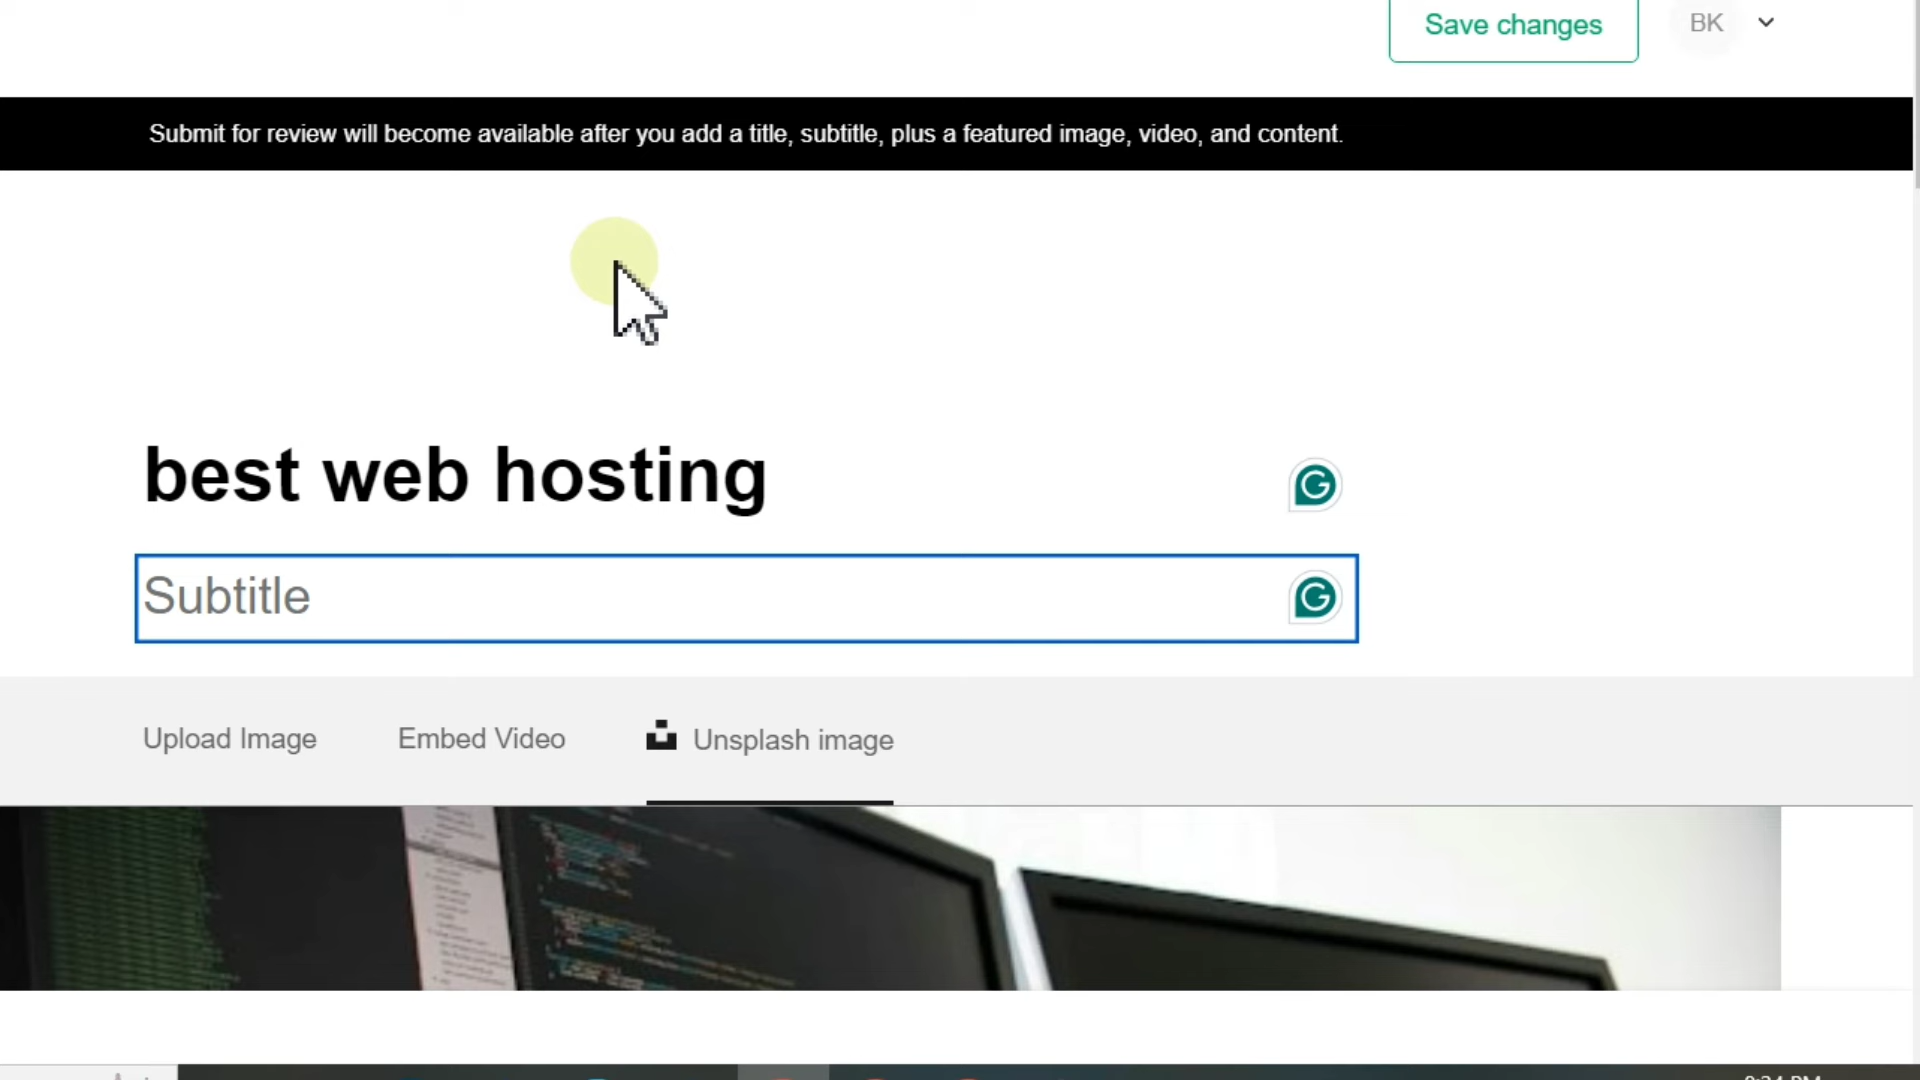 Save changes
BK
Submit for review will become available after you add a title, subtitle, plus a featured image, video, and content.
best web hosting
Subtitle
Upload Image
Embed Video
Unsplash image